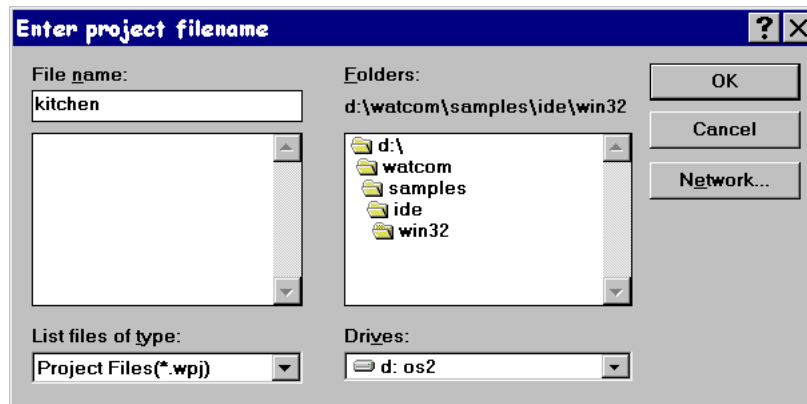 Enter project filename
File name:
kitchen
List files of type:
Project Files(*.wpj)
Folders:
d:\watcom\samples\ide\win32
d:\
watcom
samples
ide
win32
Drives:
d: os2
OK
Cancel
Network...